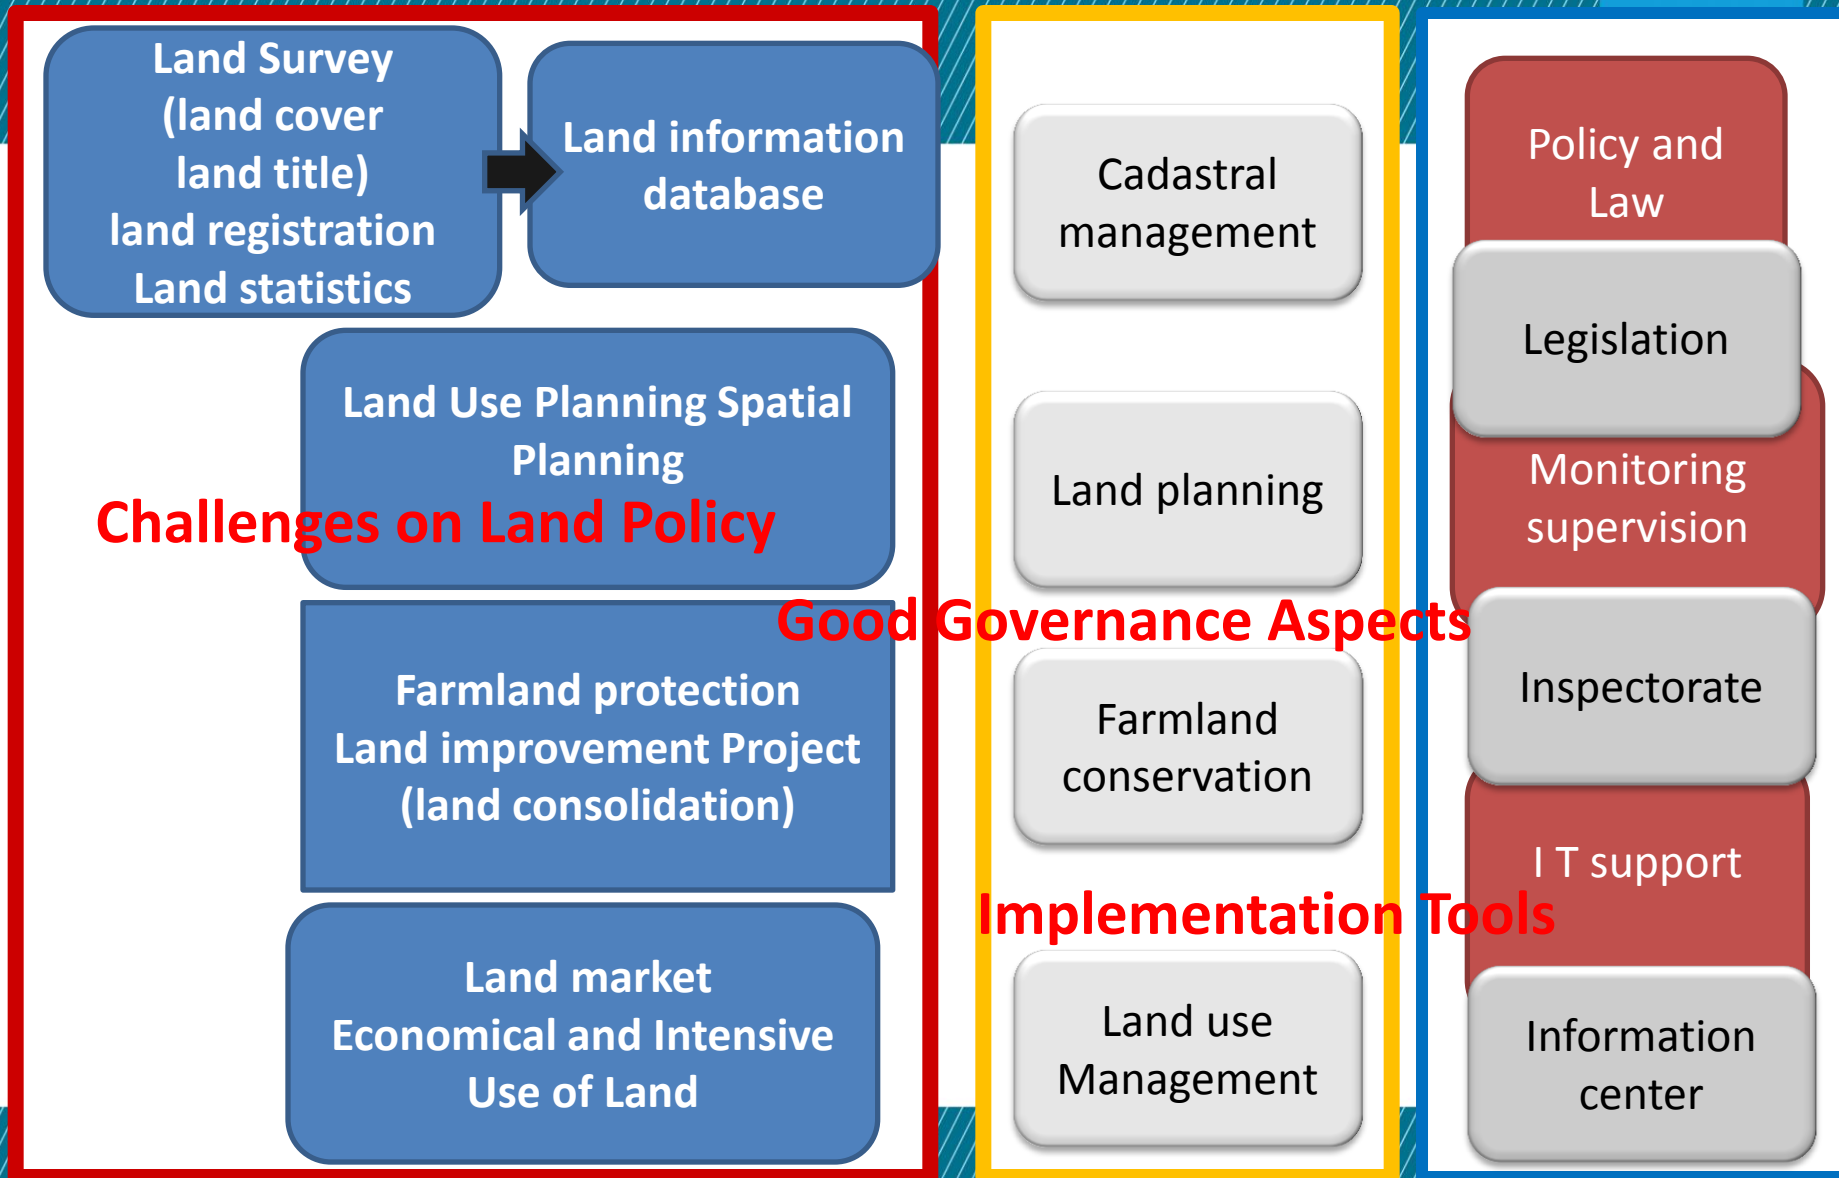 Land Survey
(land cover
land title)
land registration
Land statistics
Land information
database
Land Use Planning Spatial
Planning
Challenges on Land Policy
Farmland protection
Land improvement Project
(land consolidation)
Land market
Economical and Intensive
Use of Land
Cadastral
management
Land planning
Good Governance Aspects
Farmland
conservation
Implementation Tools
Land use
Management
Policy and
Law
Legislation
Monitoring
supervision
Inspectorate
I T support
Information
center